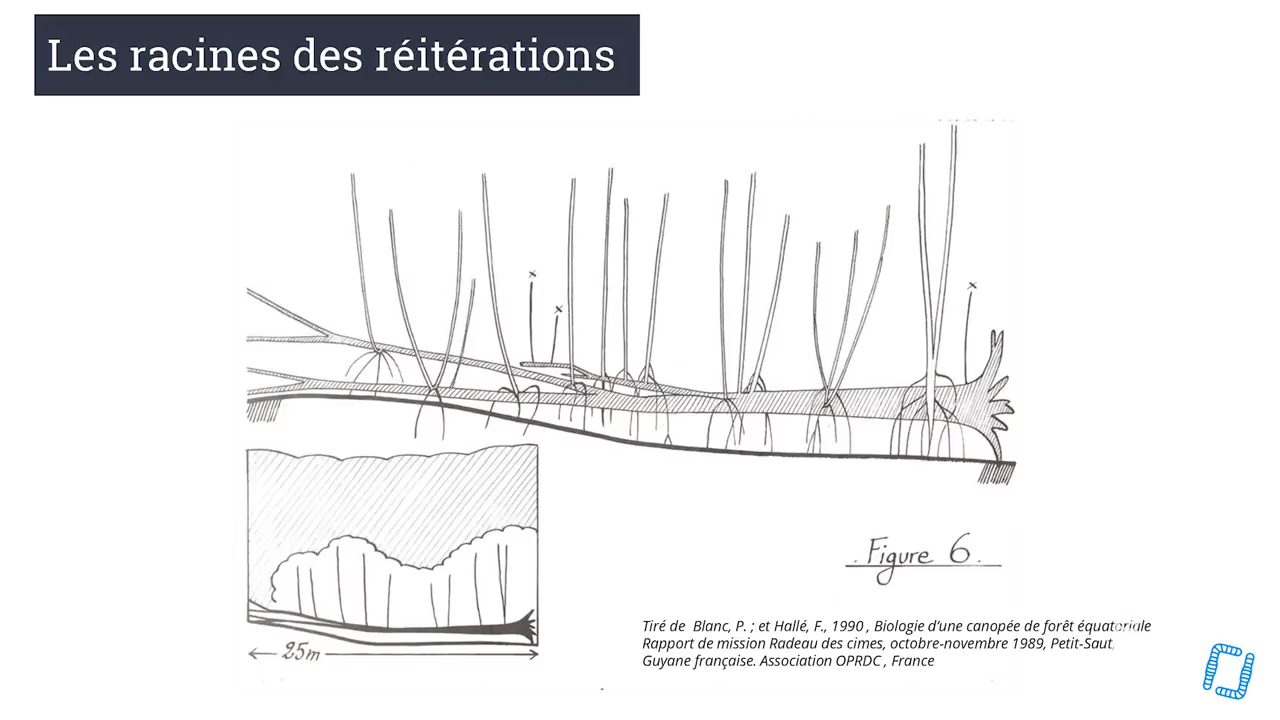 Les racines des réitérations
x
x
x
Figure 6.
25m
Tiré de Blanc, P. ; et Hallé, F., 1990 , Biologie d'une canopée de forêt équatoriale
Rapport de mission Radeau des cimes, octobre-novembre 1989, Petit-Saut,
Guyane française. Association OPRDC , France